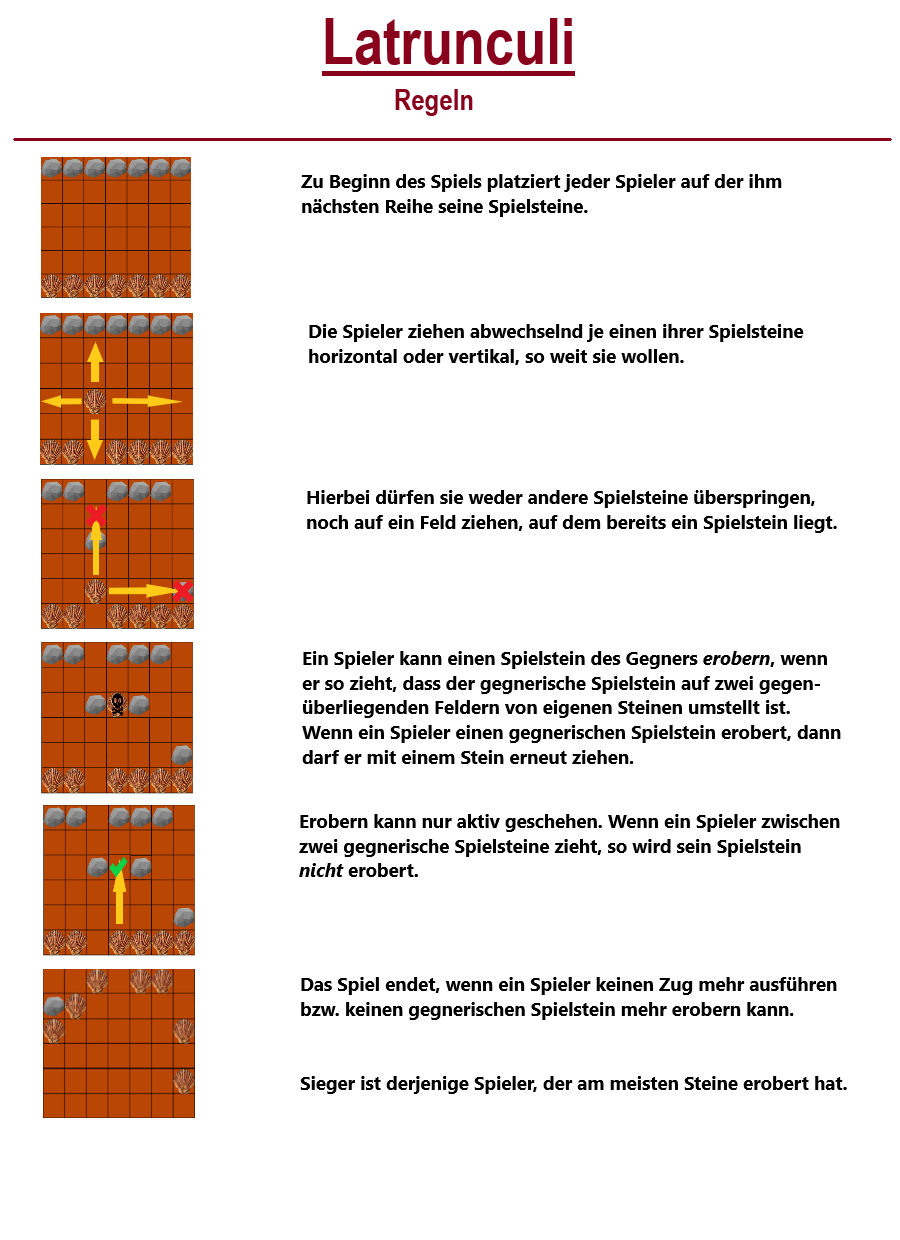 Latrunculi
Regeln
Zu Beginn des Spiels platziert jeder Spieler auf der ihm
nächsten Reihe seine Spielsteine.
Die Spieler ziehen abwechselnd je einen ihrer Spielsteine
horizontal oder vertikal, so weit sie wollen.
Hierbei dürfen sie weder andere Spielsteine überspringen,
noch auf ein Feld ziehen, auf dem bereits ein Spielstein liegt.
Ein Spieler kann einen Spielstein des Gegners erobern, wenn
er so zieht, dass der gegnerische Spielstein auf zwei gegen-
überliegenden Feldern von eigenen Steinen umstellt ist.
Wenn ein Spieler einen gegnerischen Spielstein erobert, dann
darf er mit einem Stein erneut ziehen.
Erobern kann nur aktiv geschehen. Wenn ein Spieler zwischen
zwei gegnerische Spielsteine zieht, so wird sein Spielstein
nicht erobert.
Das Spiel endet, wenn ein Spieler keinen Zug mehr ausführen
bzw. keinen gegnerischen Spielstein mehr erobern kann.
Sieger ist derjenige Spieler, der am meisten Steine erobert hat.